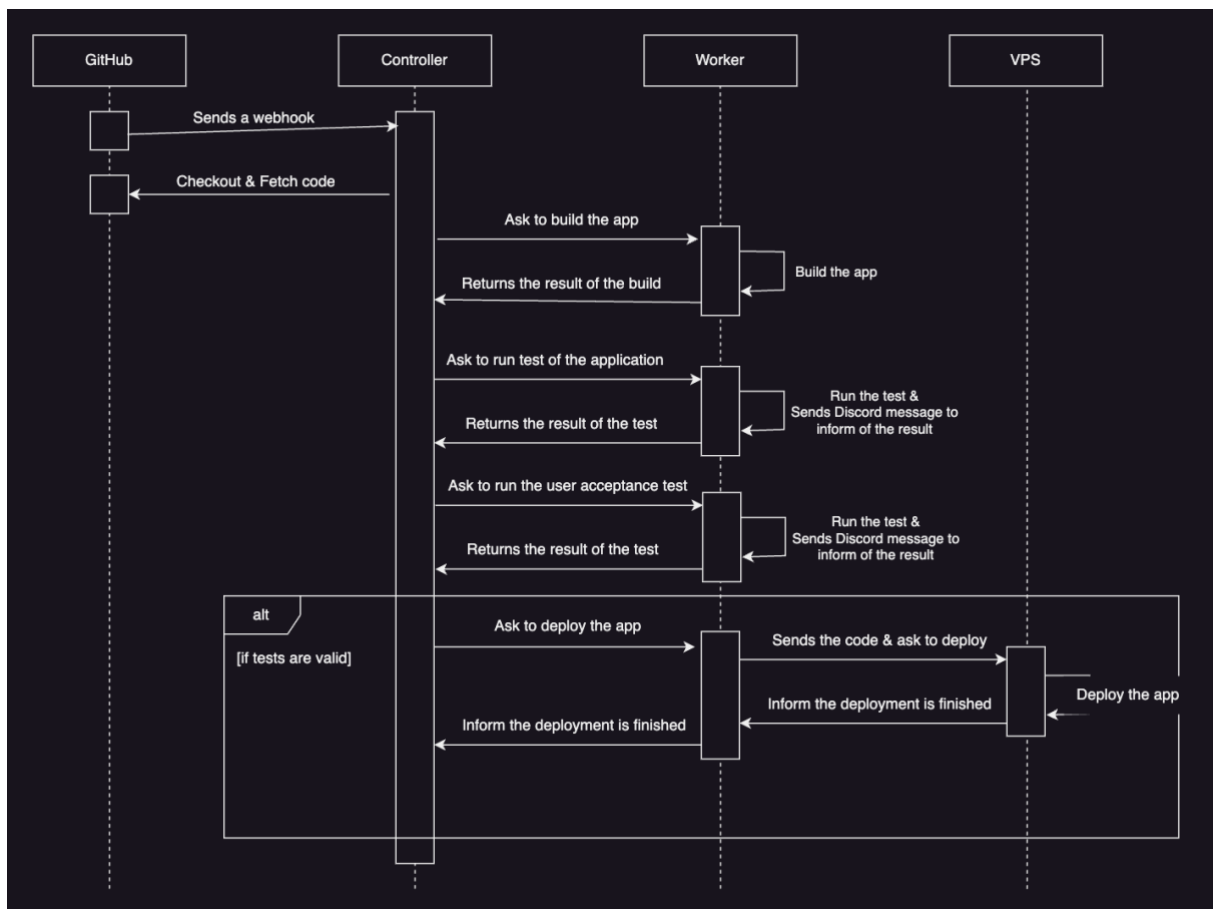 GitHub
Controller
Worker
VPS
Sends a webhook
Checkout & Fetch code
Ask to build the app
Build the app
Returns the result of the build
Ask to run test of the application
Run the test &
Sends Discord message to
inform of the result
Returns the result of the test
Ask to run the user acceptance test
Run the test &
Sends Discord message to
inform of the result
Returns the result of the test
alt
[if tests are valid]
Ask to deploy the app
Sends the code & ask to deploy
Deploy the app
Inform the deployment is finished
Inform the deployment is finished